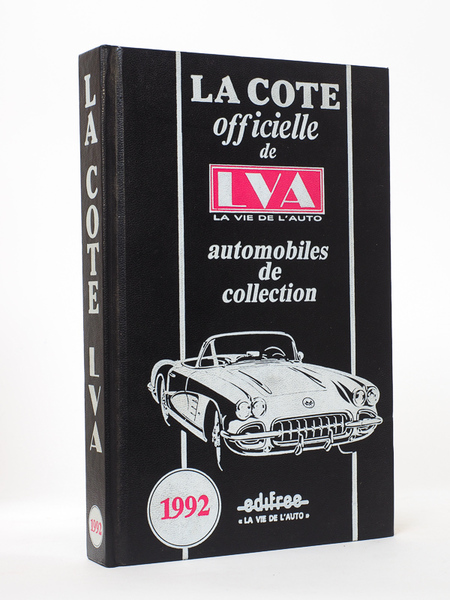 LA COTE LVA
1992
LA COTE
officielle
de
LVA
LA VIE DE L'AUTO
automobiles
de
collection
1992
edifree
« LA VIE DE L'AUTO »